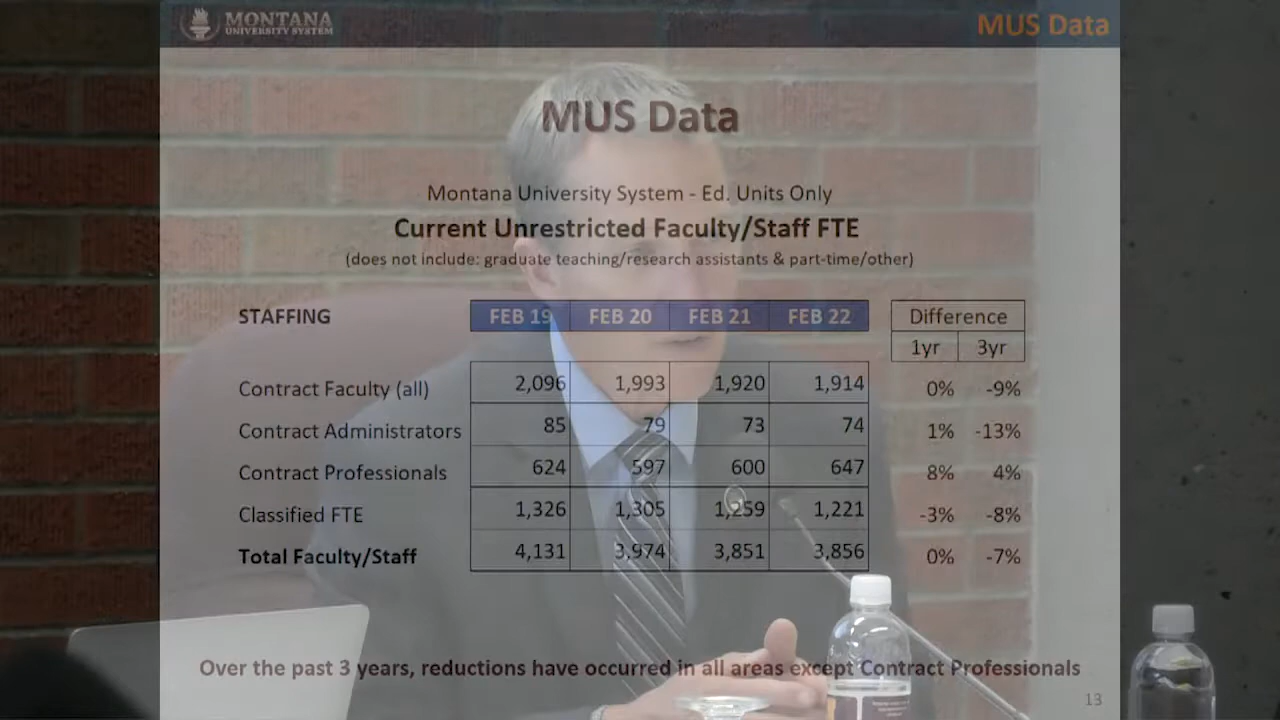 MONTANA
UNIVERSITY SYSTEM
MUS Data
MUS Data
Montana University System - Ed. Units Only
Current Unrestricted Faculty/Staff FTE
(does not include: graduate teaching/research assistants & part-time/other)
STAFFING FEB 19 FEB 20 FEB 21 FEB 22 Difference
1yr 3yr
Contract Faculty (all) 2,096 1,993 1,920 1,914 0% -9%
Contract Administrators 85 79 73 74 1% -13%
Contract Professionals 624 597 600 647 8% 4%
Classified FTE 1,326 1,305 1,259 1,221 -3% -8%
Total Faculty/Staff 4,131 3,974 3,851 3,856 0% -7%
Over the past 3 years, reductions have occurred in all areas except Contract Professionals
13